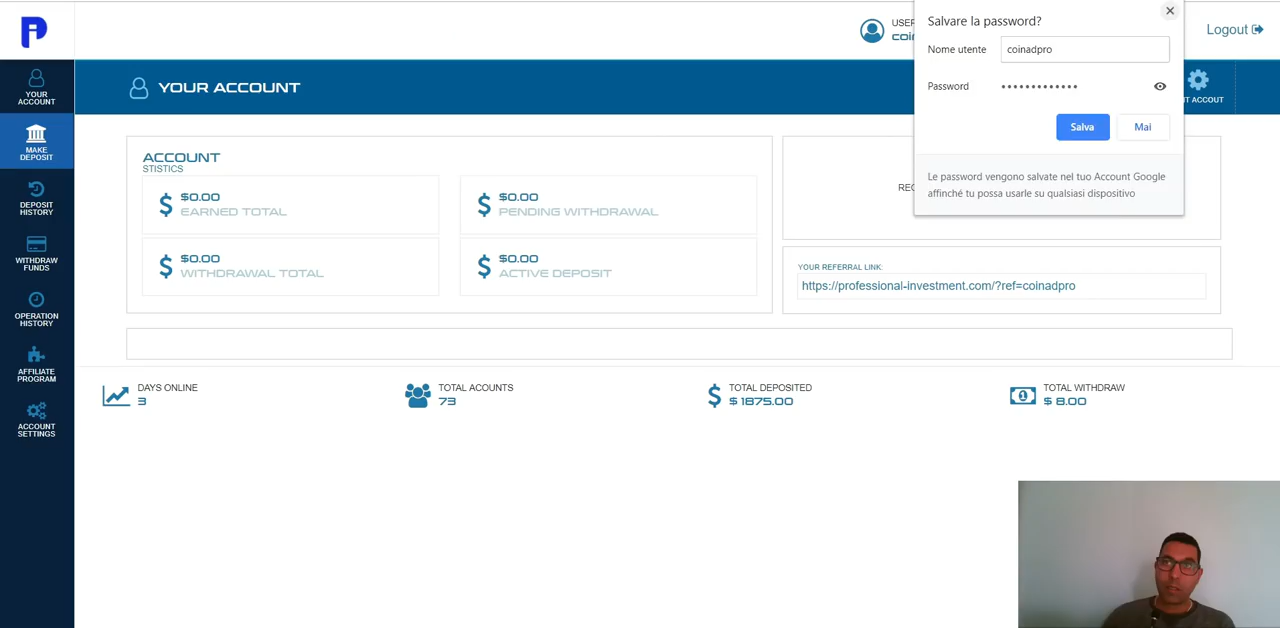 USER
coin
Logout
YOUR ACCOUNT
YOUR ACCOUNT
MAKE DEPOSIT
DEPOSIT HISTORY
WITHDRAW FUNDS
OPERATION HISTORY
AFFILIATE PROGRAM
ACCOUNT SETTINGS
Salvare la password?
Nome utente coinadpro
Password •••••••••••••
Salva Mai
Le password vengono salvate nel tuo Account Google
affinché tu possa usarle su qualsiasi dispositivo
IT ACCOUT
ACCOUNT
STISTICS
$0.00
EARNED TOTAL
$0.00
PENDING WITHDRAWAL
$0.00
WITHDRAWAL TOTAL
$0.00
ACTIVE DEPOSIT
YOUR REFERRAL LINK:
https://professional-investment.com/?ref=coinadpro
DAYS ONLINE
3
TOTAL ACOUNTS
73
TOTAL DEPOSITED
$ 1875.00
TOTAL WITHDRAW
$ 8.00